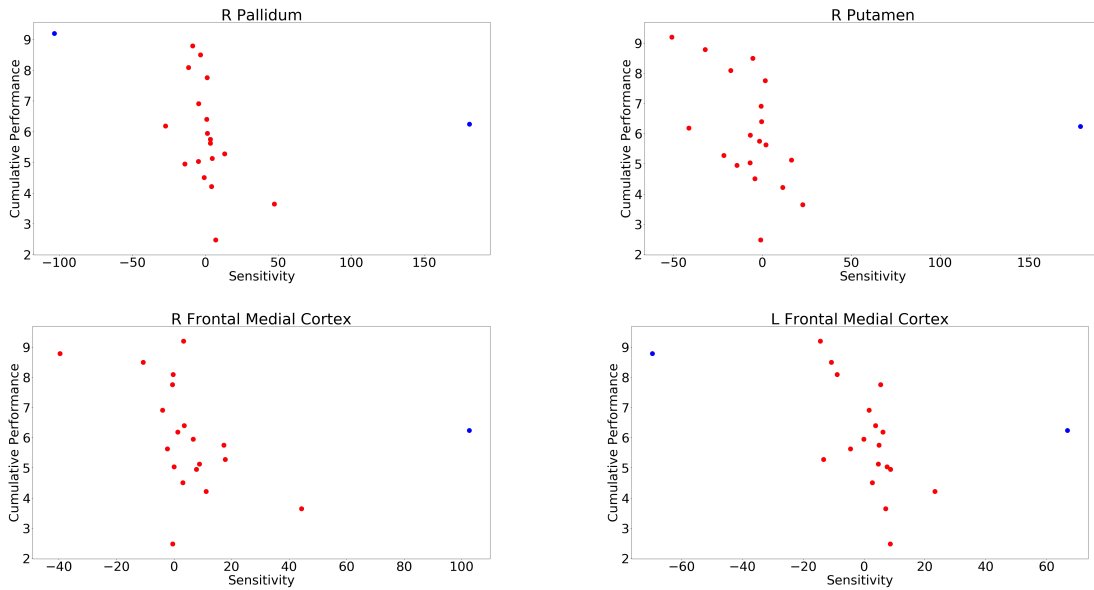 R Pallidum
Cumulative Performance
9
8
7
6
5
4
3
2
−100 −50 0 50 100 150
Sensitivity
R Putamen
Cumulative Performance
9
8
7
6
5
4
3
2
−50 0 50 100 150
Sensitivity
R Frontal Medial Cortex
Cumulative Performance
9
8
7
6
5
4
3
2
−40 −20 0 20 40 60 80 100
Sensitivity
L Frontal Medial Cortex
Cumulative Performance
9
8
7
6
5
4
3
2
−60 −40 −20 0 20 40 60
Sensitivity